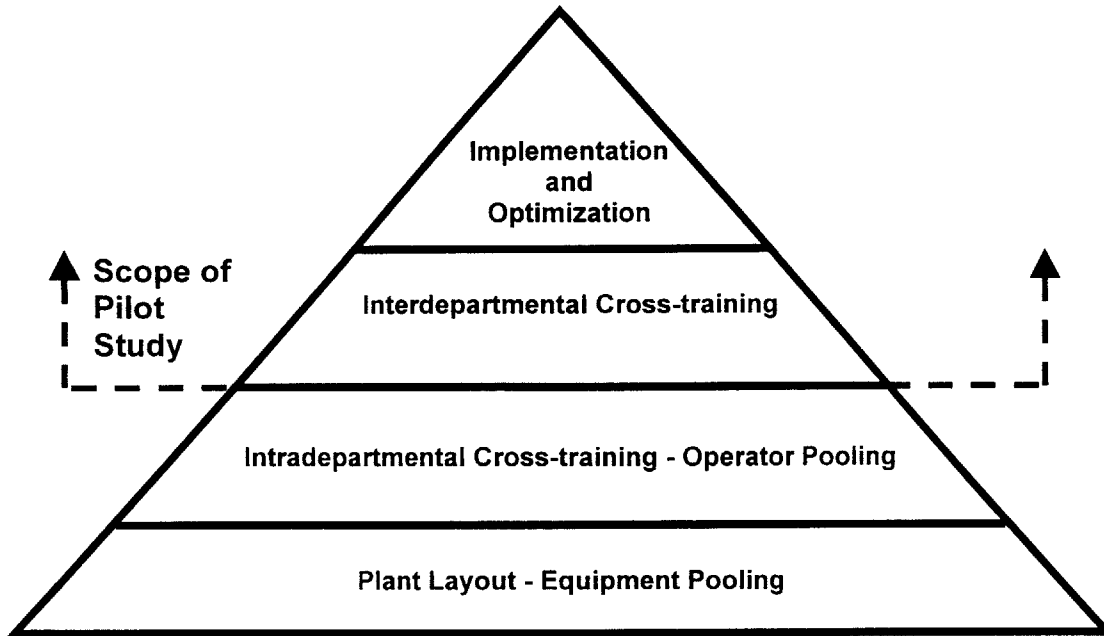 Implementation
and
Optimization
Scope of
Pilot
Study
Interdepartmental Cross-training
Intradepartmental Cross-training - Operator Pooling
Plant Layout - Equipment Pooling